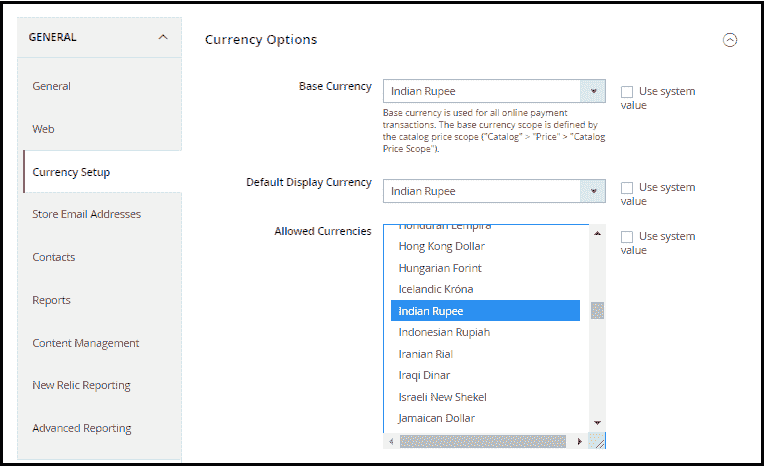 GENERAL
General
Web
Currency Setup
Store Email Addresses
Contacts
Reports
Content Management
New Relic Reporting
Advanced Reporting
Currency Options
Base Currency
Indian Rupee
Use system
value
Base currency is used for all online payment
transactions. The base currency scope is defined by
the catalog price scope ("Catalog" > "Price" > "Catalog
Price Scope").
Default Display Currency
Indian Rupee
Use system
value
Allowed Currencies
Honduran Lempira
Hong Kong Dollar
Hungarian Forint
Icelandic Króna
Indian Rupee
Indonesian Rupiah
Iranian Rial
Iraqi Dinar
Israeli New Shekel
Jamaican Dollar
Use system
value